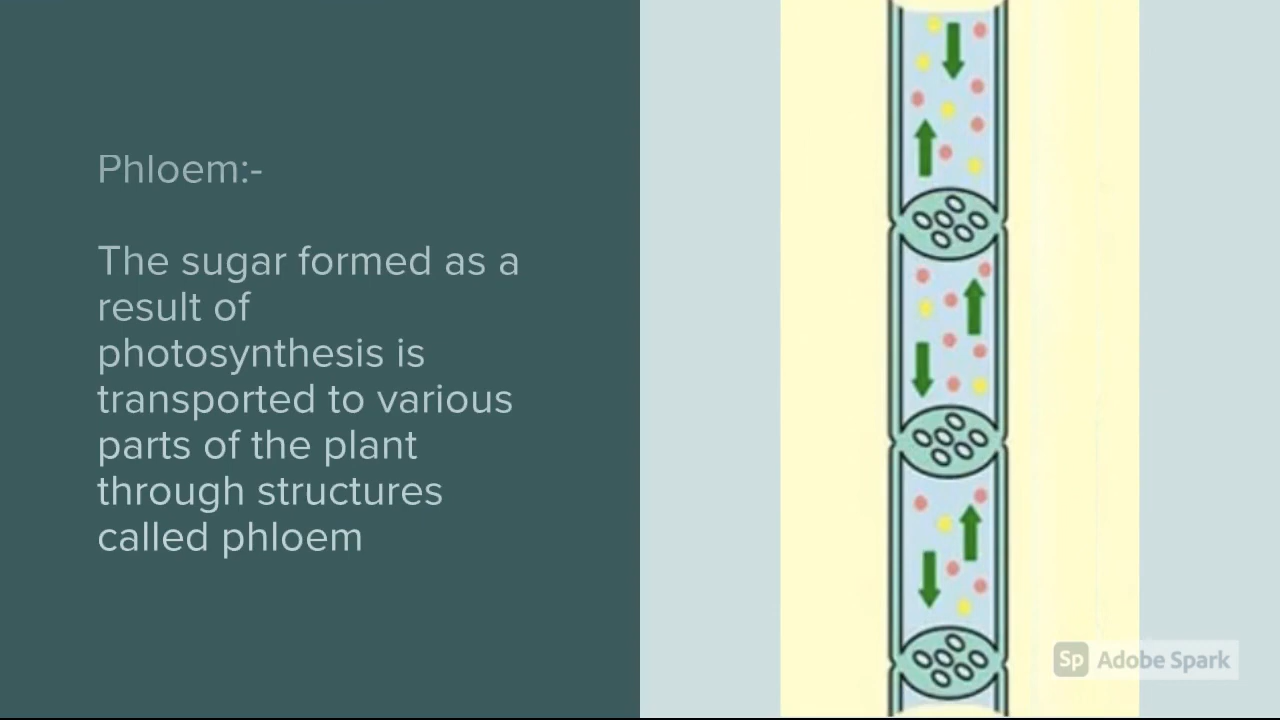 Phloem:-
The sugar formed as a
result of
photosynthesis is
transported to various
parts of the plant
through structures
called phloem
Sp Adobe Spark